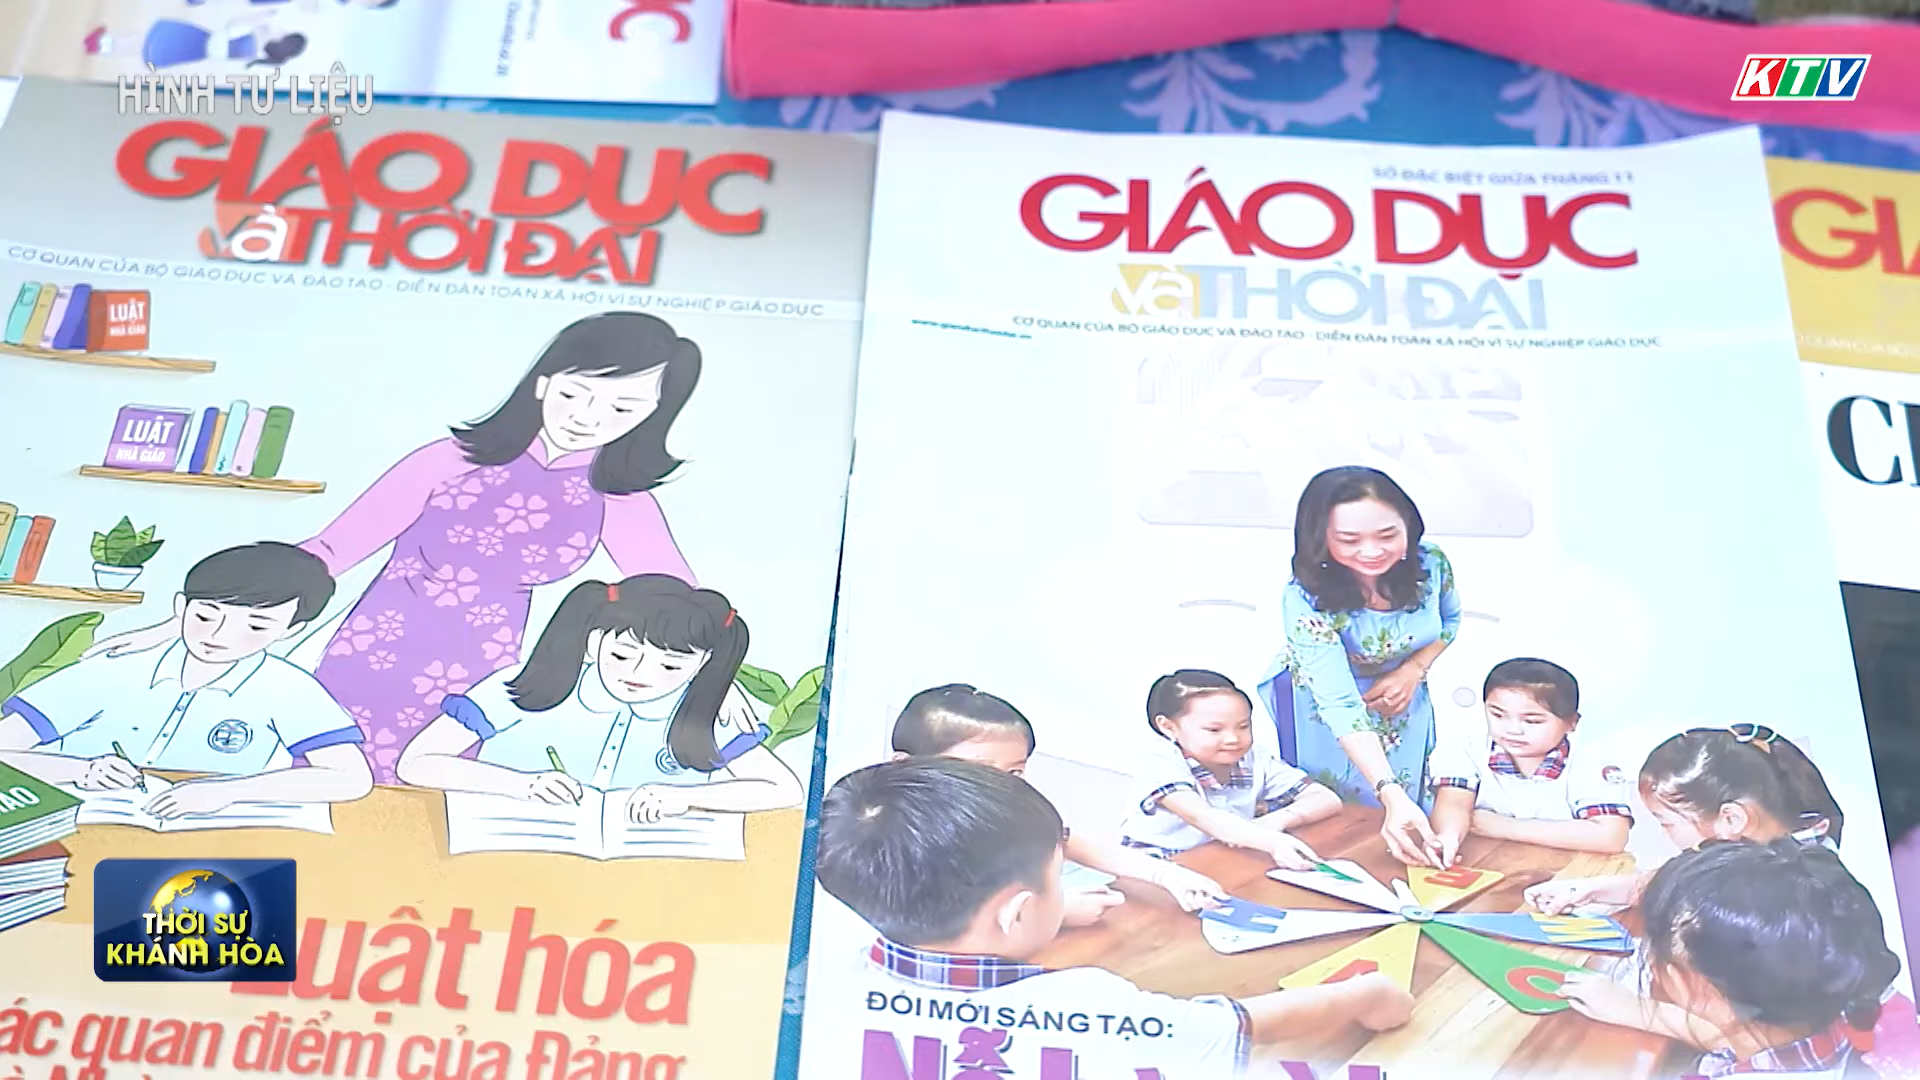 HÌNH TƯ LIỆU
KTV
GIÁO DỤC
và THỜI ĐẠI
CƠ QUAN CỦA BỘ GIÁO DỤC VÀ ĐÀO TẠO - DIỄN ĐÀN TOÀN XÃ HỘI VÌ SỰ NGHIỆP GIÁO DỤC
LUẬT
NHÀ GIÁO
LUẬT
NHÀ GIÁO
Luật hóa
quan điểm của Đảng
SỐ ĐẶC BIỆT GIỮA THÁNG 11
GIÁO DỤC
và THỜI ĐẠI
CƠ QUAN CỦA BỘ GIÁO DỤC VÀ ĐÀO TẠO - DIỄN ĐÀN TOÀN XÃ HỘI VÌ SỰ NGHIỆP GIÁO DỤC
ĐỔI MỚI SÁNG TẠO:
THỜI SỰ
KHÁNH HÒA